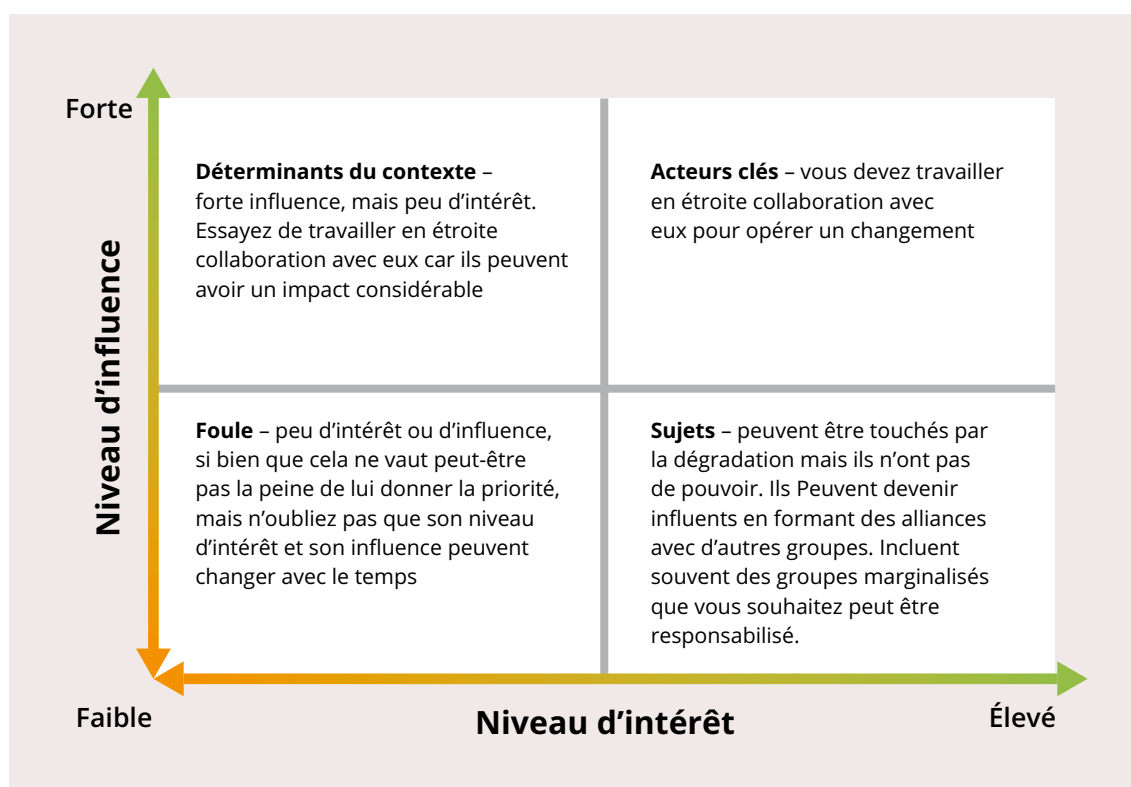 Forte
Niveau d’influence
Déterminants du contexte –
forte influence, mais peu d’intérêt.
Essayez de travailler en étroite
collaboration avec eux car ils peuvent
avoir un impact considérable
Acteurs clés – vous devez travailler
en étroite collaboration avec
eux pour opérer un changement
Foule – peu d’intérêt ou d’influence,
si bien que cela ne vaut peut-être
pas la peine de lui donner la priorité,
mais n’oubliez pas que son niveau
d’intérêt et son influence peuvent
changer avec le temps
Sujets – peuvent être touchés par
la dégradation mais ils n’ont pas
de pouvoir. Ils Peuvent devenir
influents en formant des alliances
avec d’autres groupes. Incluent
souvent des groupes marginalisés
que vous souhaitez peut être
responsabilisé.
Faible
Niveau d’intérêt
Élevé